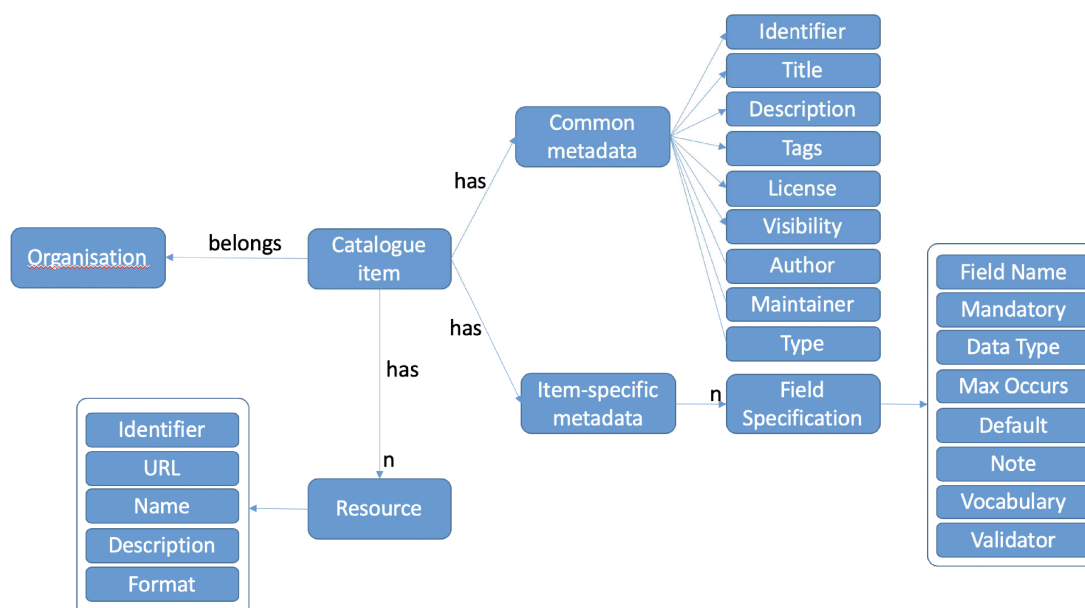 Identifier
Title
Description
Tags
License
Visibility
Author
Maintainer
Type
Common
metadata
has
belongs
Organisation
Catalogue
item
has
has
n
Item-specific
metadata
n
Field
Specification
Field Name
Mandatory
Data Type
Max Occurs
Default
Note
Vocabulary
Validator
Resource
Identifier
URL
Name
Description
Format